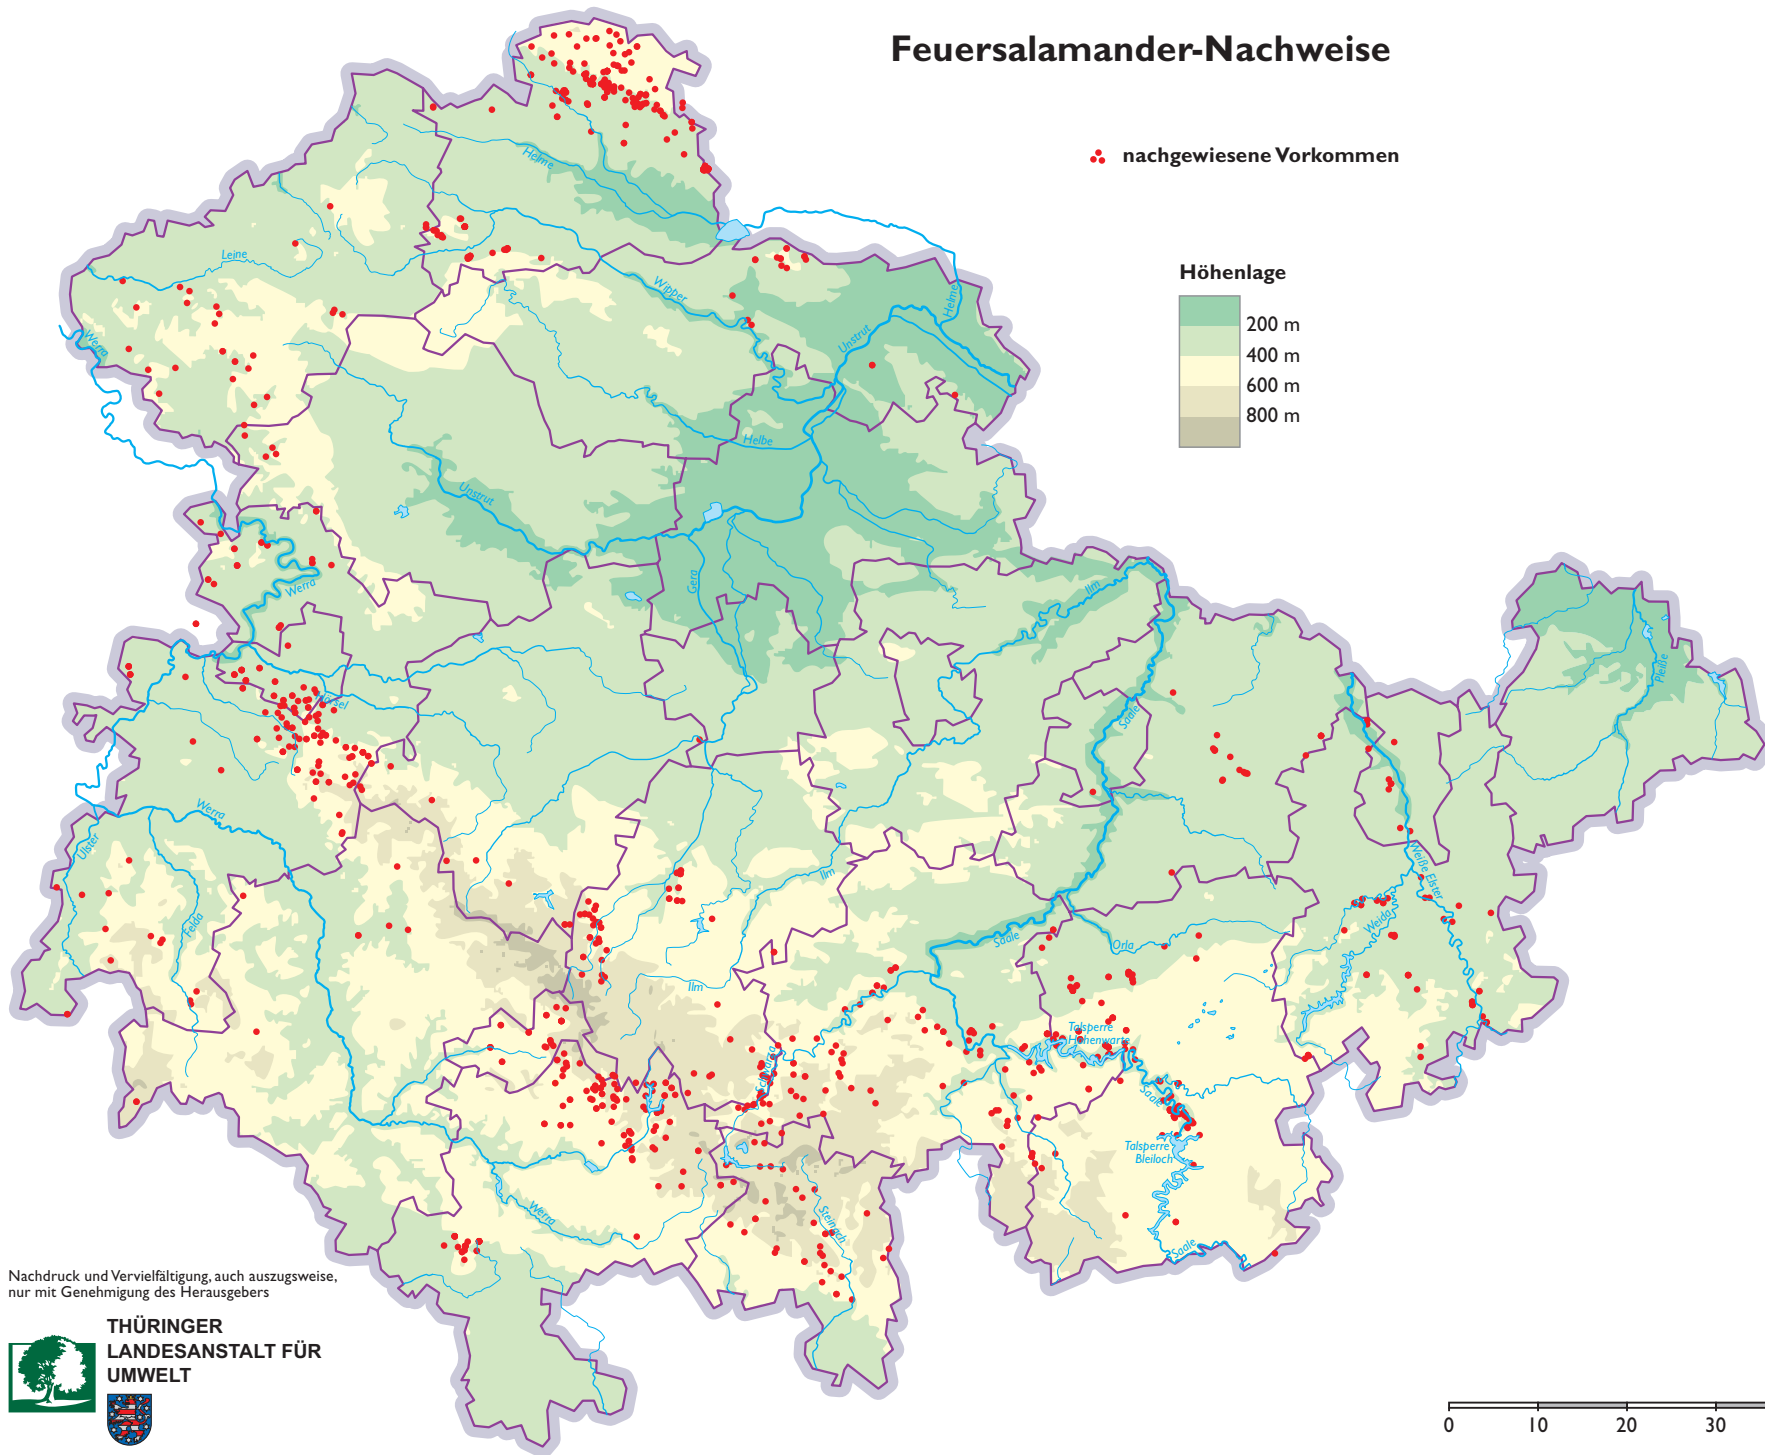 Feuersalamander-Nachweise
nachgewiesene Vorkommen
Höhenlage
200 m
400 m
600 m
800 m
Helme
Leine
Wipper
Helme
Unstrut
Werra
Helbe
Unstrut
Gera
Werra
Ilm
Pleiße
Hörsel
Saale
Werra
Ulster
Weiße Elster
Ilm
Felda
Weida
Saale
Orla
Ilm
Talsperre
Hohenwarte
Schwarza
Saale
Talsperre
Bleiloch
Werra
Steinach
Saale
Nachdruck und Vervielfältigung, auch auszugsweise,
nur mit Genehmigung des Herausgebers
THÜRINGER
LANDESANSTALT FÜR
UMWELT
0 10 20 30